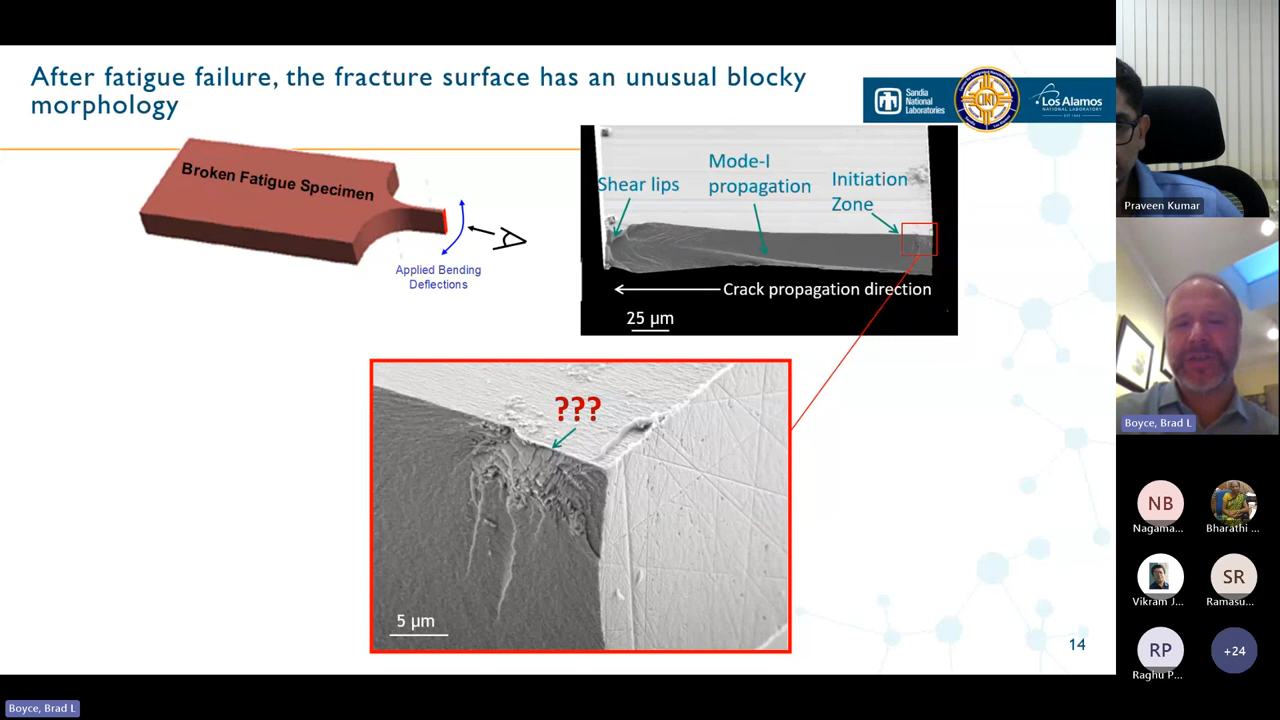 After fatigue failure, the fracture surface has an unusual blocky
morphology
Sandia
National
Laboratories
CINT
Los Alamos
NATIONAL LABORATORY
Broken Fatigue Specimen
Applied Bending
Deflections
Shear lips
Mode-I
propagation
Initiation
Zone
Crack propagation direction
25 μm
???
5 μm
14
Praveen Kumar
Boyce, Brad L
NB
Nagama...
Bharathi ...
Vikram J...
SR
Ramasu...
RP
Raghu P...
+24
Boyce, Brad L